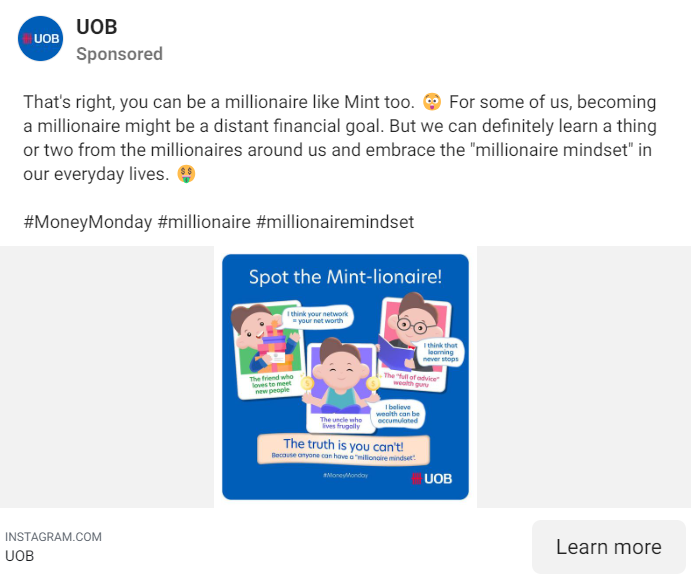 UOB
UOB
Sponsored
That's right, you can be a millionaire like Mint too. 😳 For some of us, becoming
a millionaire might be a distant financial goal. But we can definitely learn a thing
or two from the millionaires around us and embrace the "millionaire mindset" in
our everyday lives. 🤑
#MoneyMonday #millionaire #millionairemindset
Spot the Mint-lionaire!
I think your network
= your net worth
The friend who
loves to meet
new people
I think that
learning
never stops
The "full of advice"
wealth guru
I believe
wealth can be
accumulated
The uncle who
lives frugally
The truth is you can't!
Because anyone can have a "millionaire mindset".
#MoneyMonday
UOB
INSTAGRAM.COM
UOB
Learn more